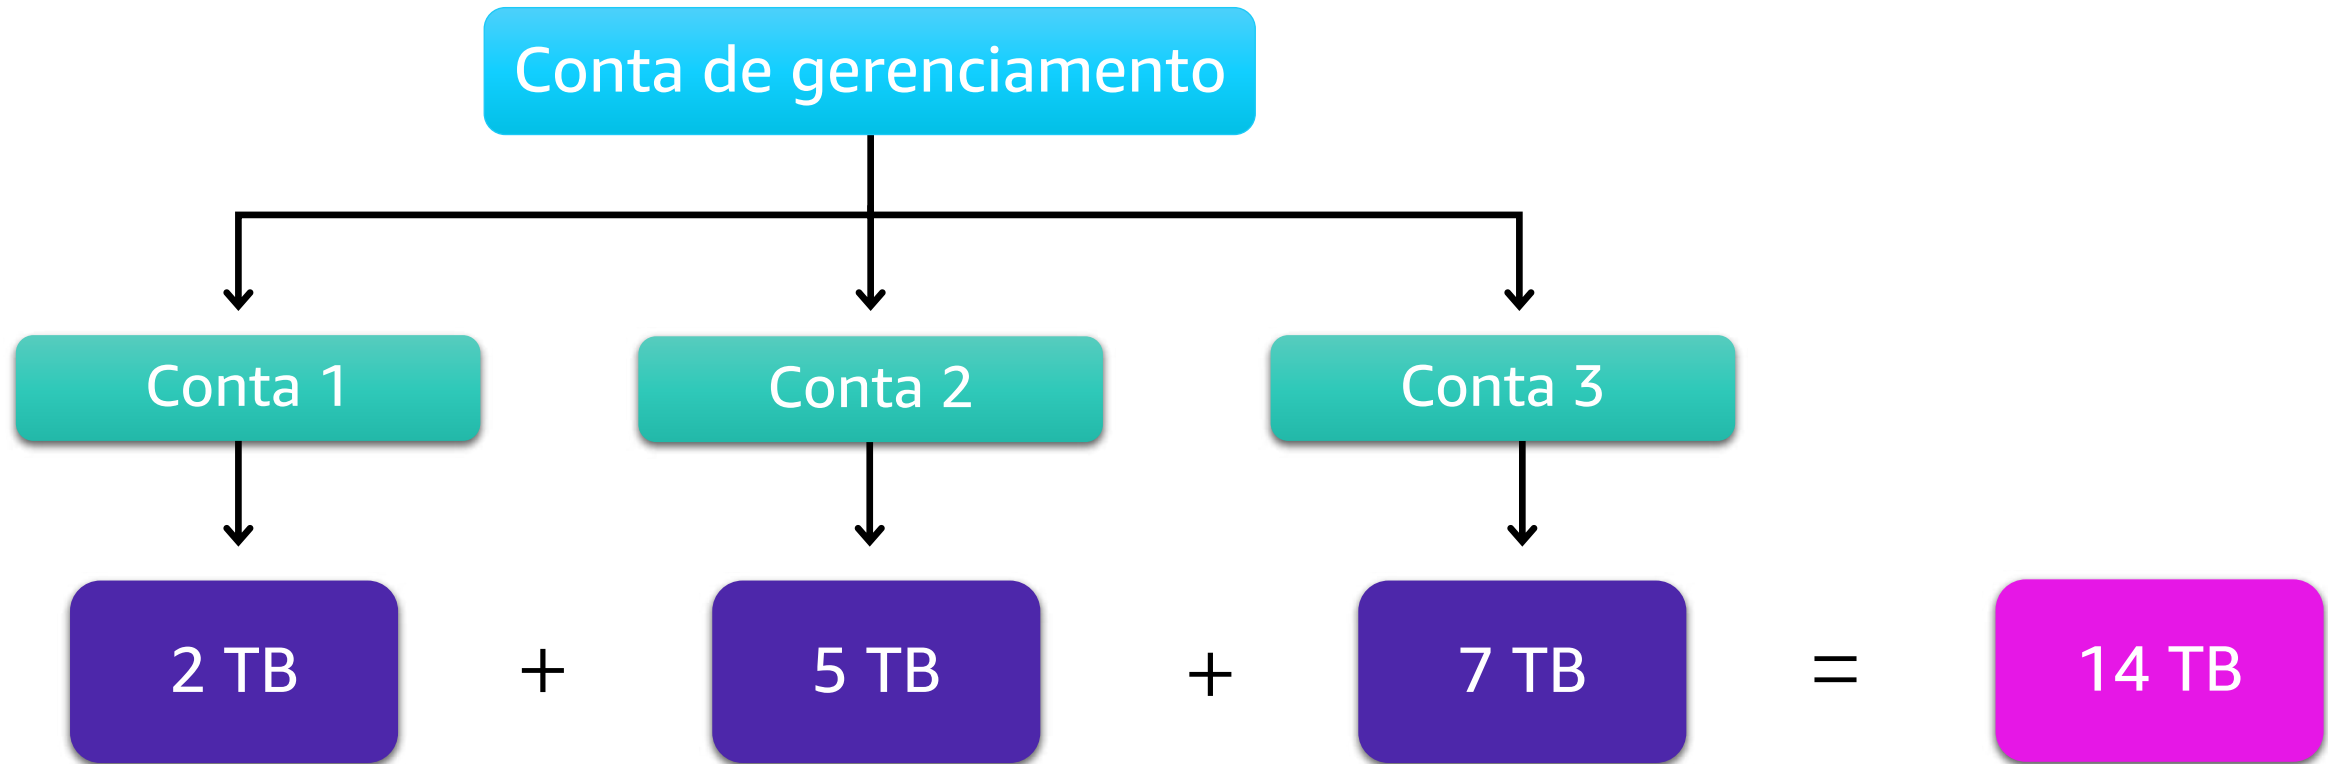 Conta de gerenciamento
Conta 1
Conta 2
Conta 3
2 TB + 5 TB + 7 TB = 14 TB